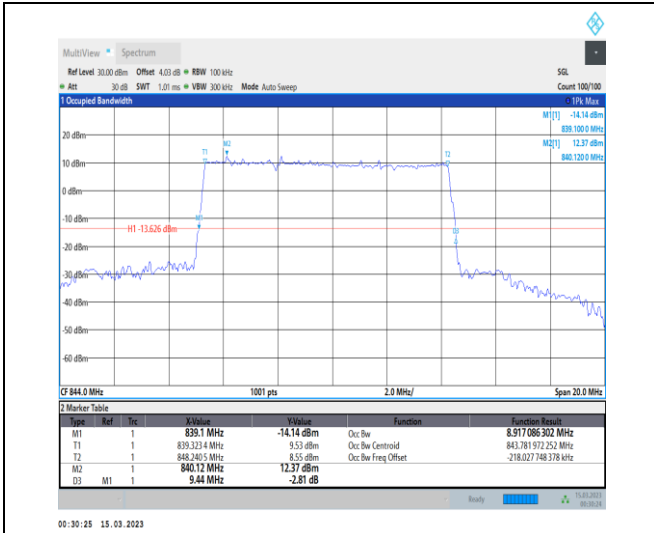 MultiView Spectrum
Ref Level 30.00 dBm Offset 4.03 dB RBW 100 kHz SGL
Att 30 dB SWT 1.01 ms VBW 300 kHz Mode Auto Sweep Count 100/100
1 Occupied Bandwidth 1Pk Max
M1[1] -14.14 dBm
839.100 0 MHz
M2[1] 12.37 dBm
840.120 0 MHz
20 dBm
M2
T1
T2
10 dBm
0 dBm
-10 dBm
M1
H1 -13.626 dBm
D3
-30 dBm
-40 dBm
-50 dBm
-60 dBm
CF 844.0 MHz 1001 pts 2.0 MHz/ Span 20.0 MHz
2 Marker Table
Type Ref Trc X-Value Y-Value Function Function Result
M1 1 839.1 MHz -14.14 dBm Occ Bw 8.917 086 302 MHz
T1 1 839.323 4 MHz 9.53 dBm Occ Bw Centroid 843.781 972 252 MHz
T2 1 848.240 5 MHz 8.55 dBm Occ Bw Freq Offset -218.027 748 378 kHz
M2 1 840.12 MHz 12.37 dBm
D3 M1 1 9.44 MHz -2.81 dB
Ready 15.03.2023
00:30:24
00:30:25 15.03.2023